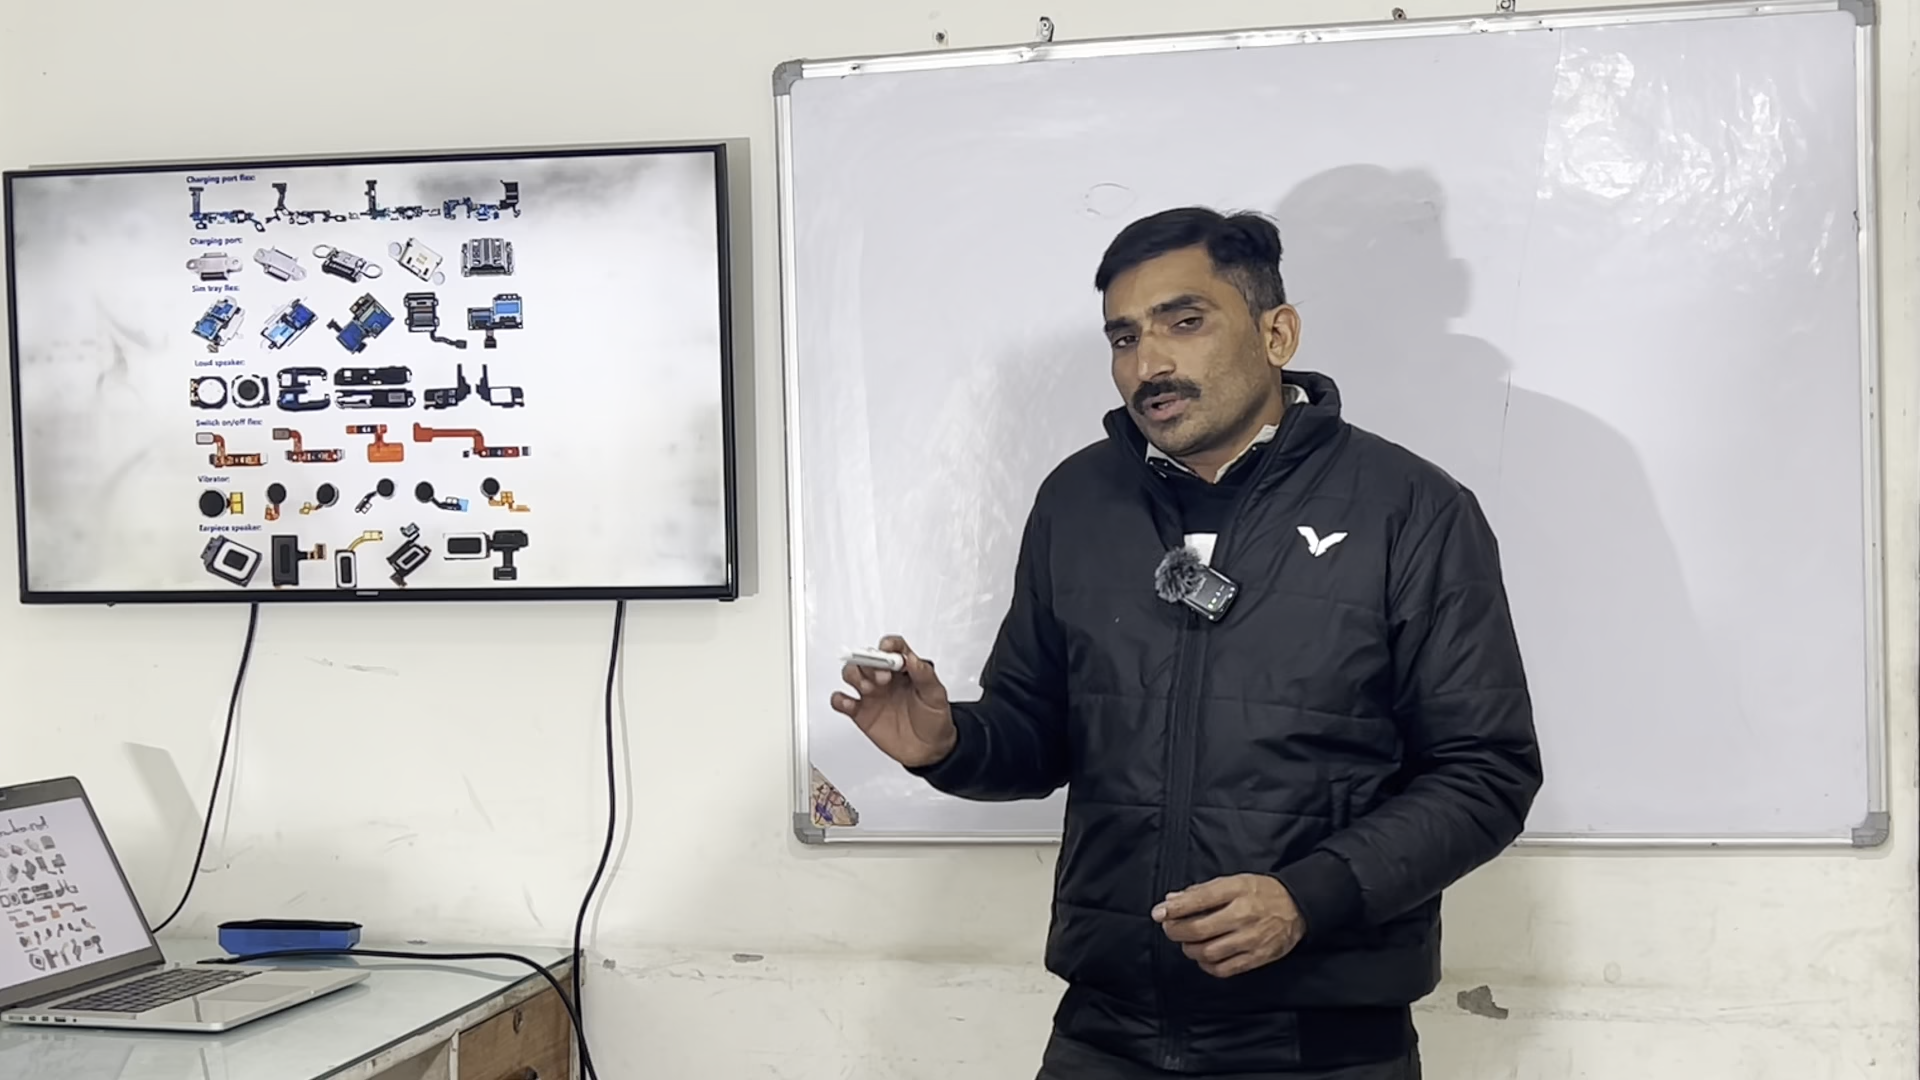 Charging port flex:
Charging port:
Sim tray flex:
Loud speaker:
Switch on/off flex:
Vibrator:
Earpiece speaker: